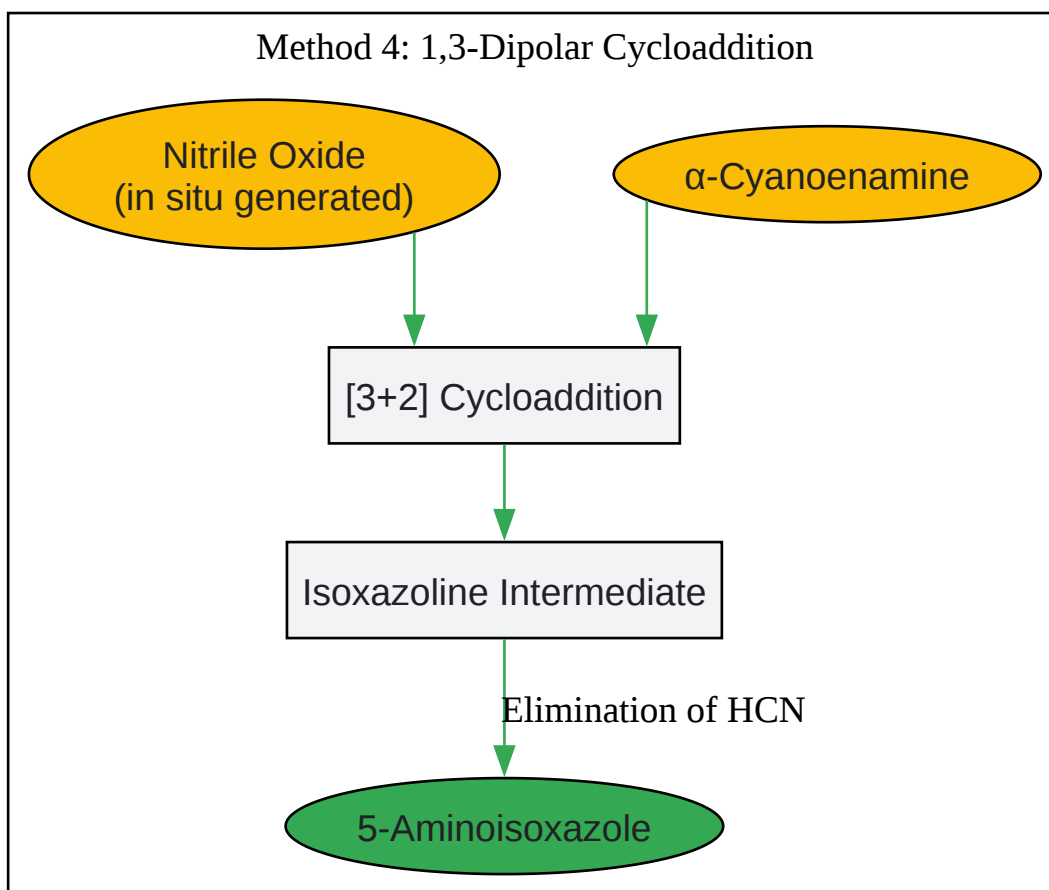 Method 4: 1,3-Dipolar Cycloaddition
Nitrile Oxide
(in situ generated)
α-Cyanoenamine
[3+2] Cycloaddition
Isoxazoline Intermediate
Elimination of HCN
5-Aminoisoxazole